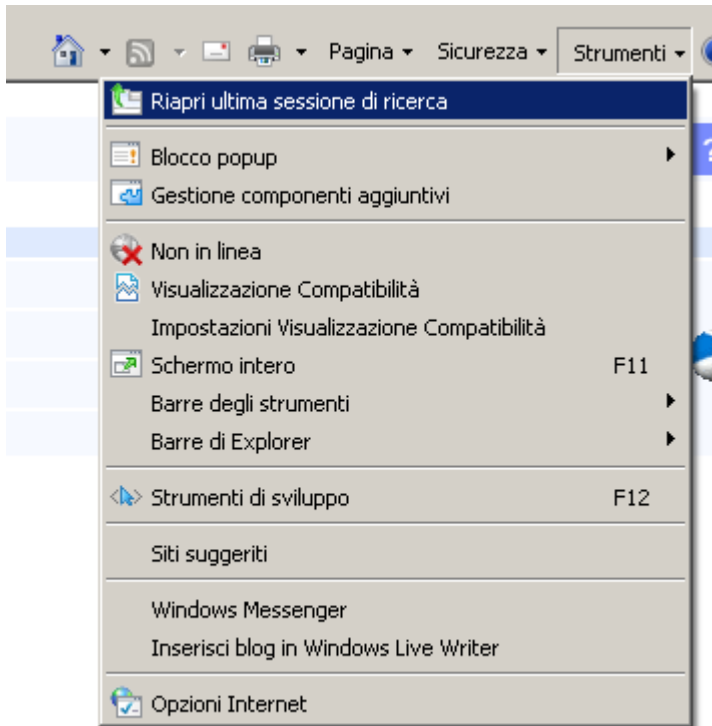 Pagina Sicurezza Strumenti
Riapri ultima sessione di ricerca
Blocco popup
Gestione componenti aggiuntivi
Non in linea
Visualizzazione Compatibilità
Impostazioni Visualizzazione Compatibilità
Schermo intero F11
Barre degli strumenti
Barre di Explorer
Strumenti di sviluppo F12
Siti suggeriti
Windows Messenger
Inserisci blog in Windows Live Writer
Opzioni Internet